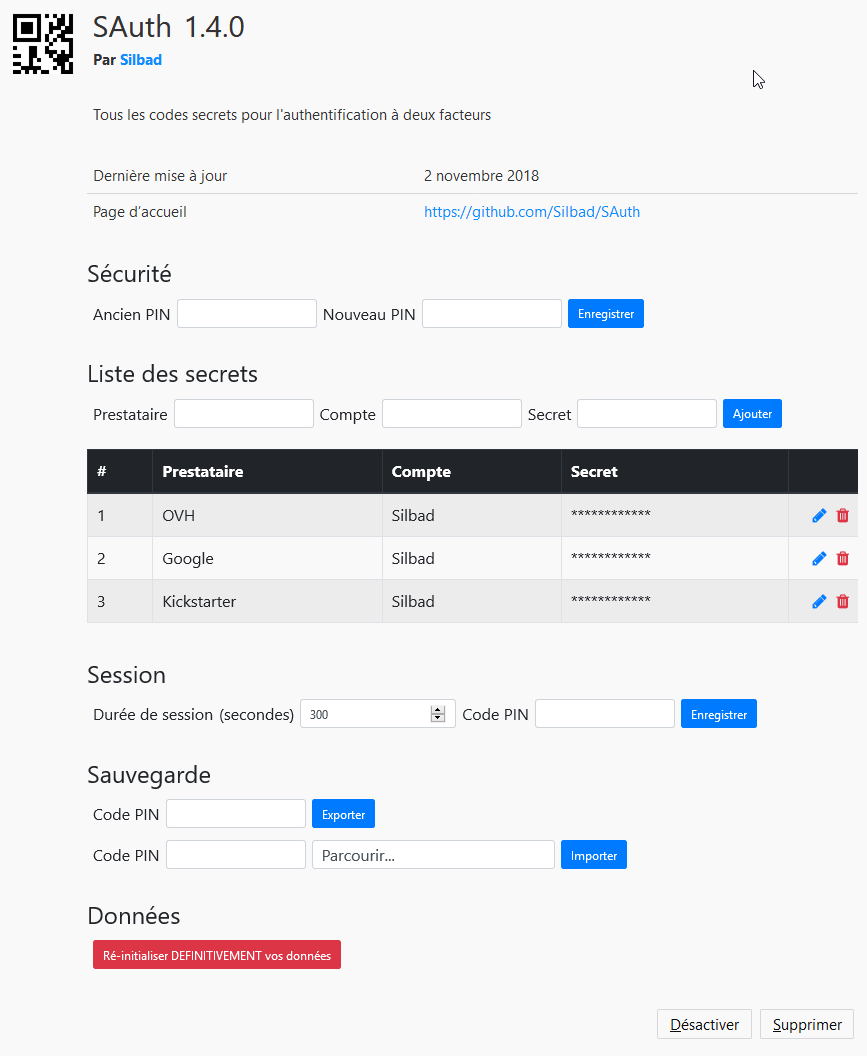 SAuth 1.4.0
Par Silbad
Tous les codes secrets pour l'authentification à deux facteurs
Dernière mise à jour 2 novembre 2018
Page d’accueil https://github.com/Silbad/SAuth
Sécurité
Ancien PIN Nouveau PIN Enregistrer
Liste des secrets
Prestataire Compte Secret Ajouter
# Prestataire Compte Secret
1 OVH Silbad ************
2 Google Silbad ************
3 Kickstarter Silbad ************
Session
Durée de session (secondes) 300 Code PIN Enregistrer
Sauvegarde
Code PIN Exporter
Code PIN Parcourir... Importer
Données
Ré-initialiser DEFINITIVEMENT vos données
Désactiver Supprimer